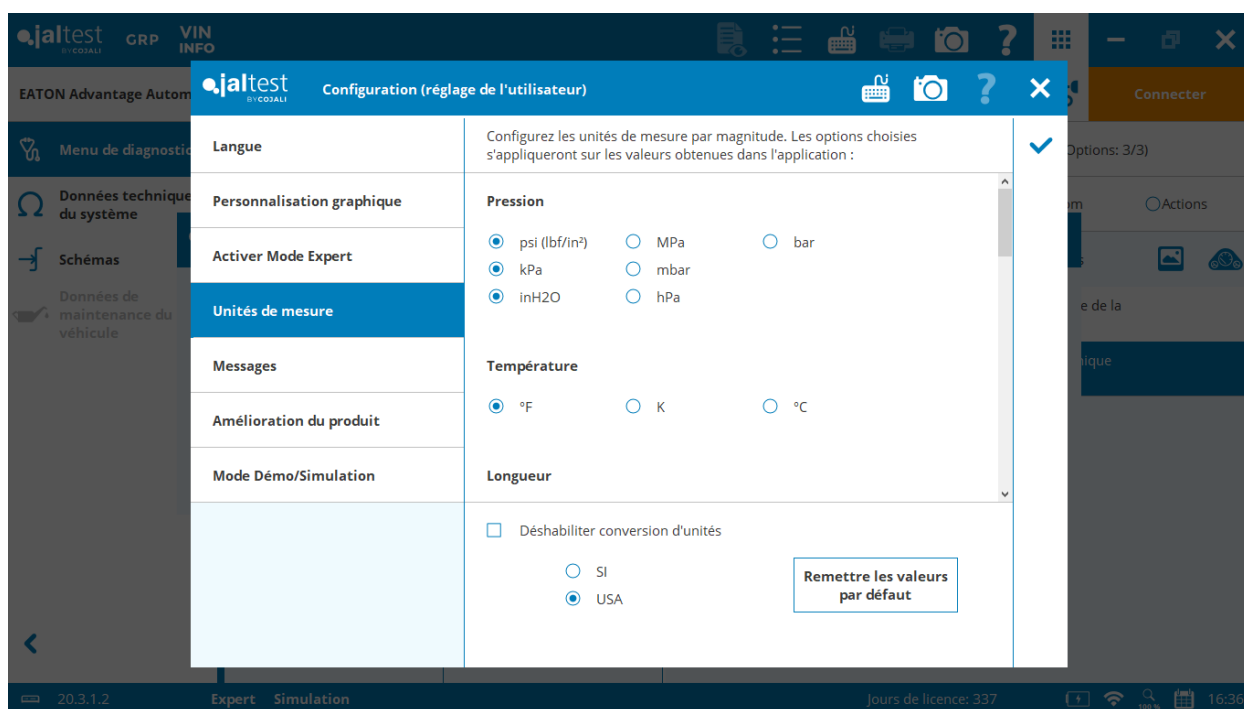 jaltest
BY COJALI
GRP
VIN
INFO
EATON Advantage Autom
Connecter
jaltest
BY COJALI
Configuration (réglage de l'utilisateur)
Menu de diagnostic
Options: 3/3)
Données technique
du système
Schémas
Données de
maintenance du
véhicule
om
Actions
s
e de la
nique
Langue
Personnalisation graphique
Activer Mode Expert
Unités de mesure
Messages
Amélioration du produit
Mode Démo/Simulation
Configurez les unités de mesure par magnitude. Les options choisies
s'appliqueront sur les valeurs obtenues dans l'application :
Pression
psi (lbf/in²) MPa bar
kPa mbar
inH2O hPa
Température
°F K °C
Longueur
Déshabiliter conversion d'unités
SI
USA
Remettre les valeurs
par défaut
20.3.1.2 Expert Simulation Jours de licence: 337 100 % 16:36